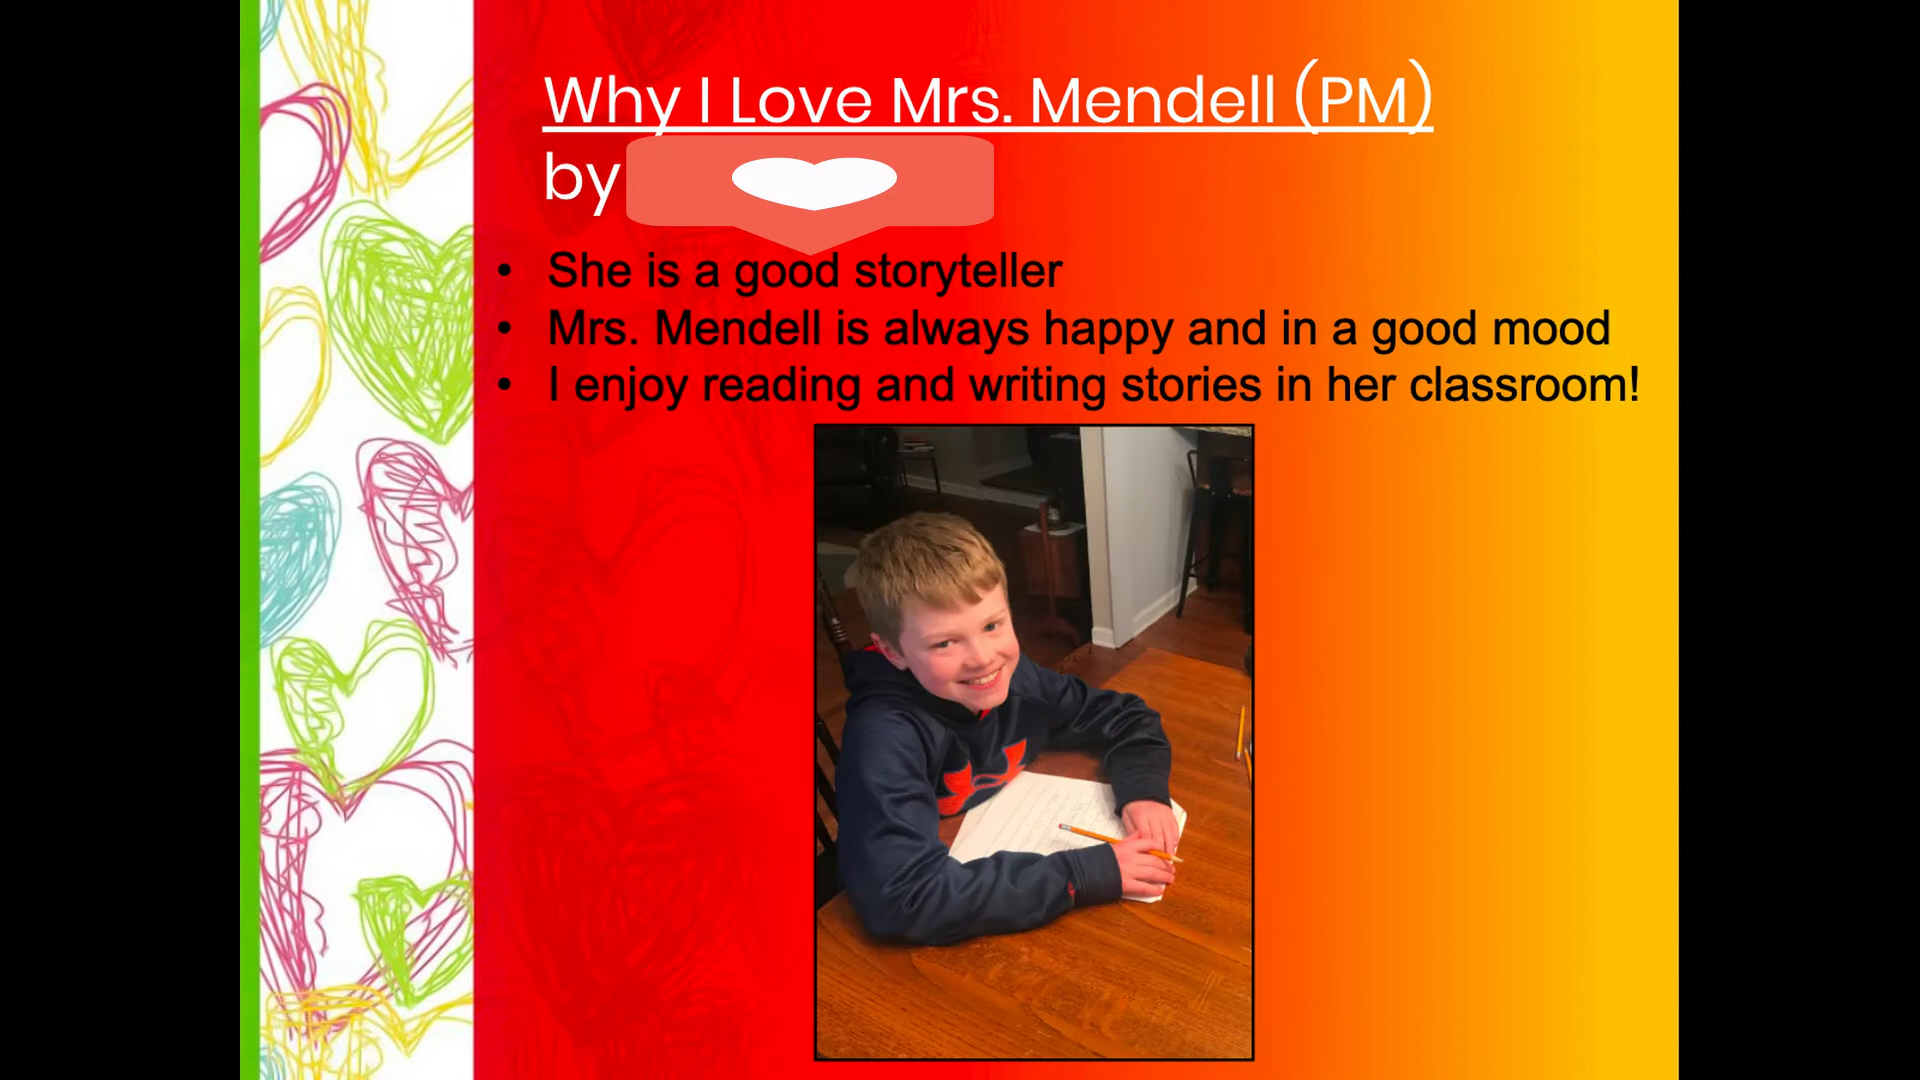 Why I Love Mrs. Mendell (PM)
by
• She is a good storyteller
• Mrs. Mendell is always happy and in a good mood
• I enjoy reading and writing stories in her classroom!